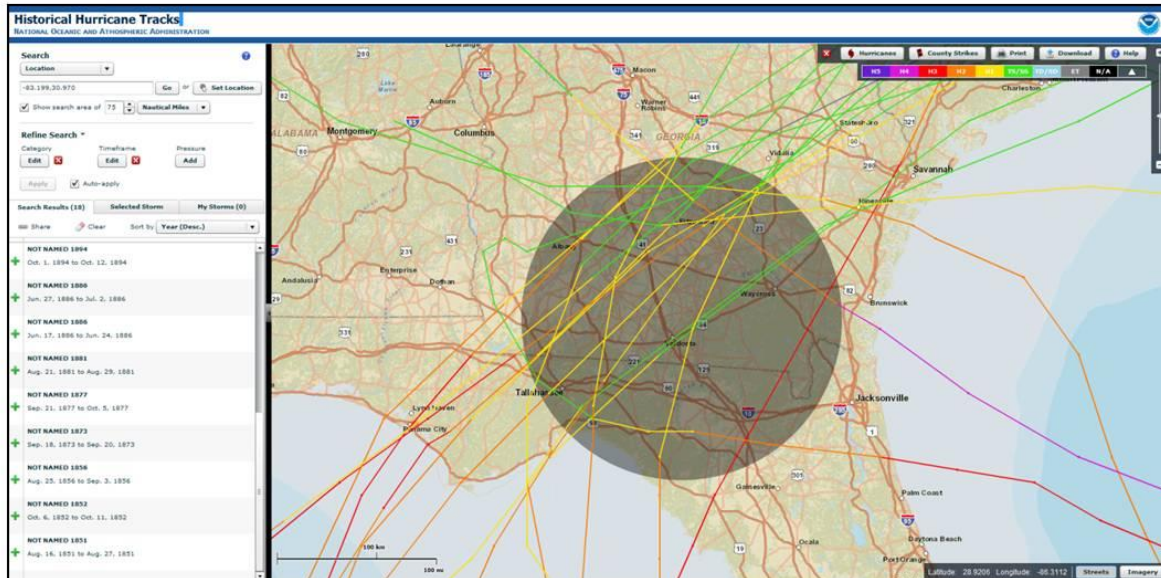 Historical Hurricane Tracks
NATIONAL OCEANIC AND ATHOSPHERIC ADMINISTRATION
Search
Location
-83.199,30.970
Go or Set Location
Show search area of 75 Nautical Miles
Refine Search
Category Timeframe Pressure
Edit Edit Add
Apply Auto-apply
Search Results (18) Selected Storm My Storms (0)
Share Clear Sort by Year (Desc.)
NOT NAMED 1894
Oct. 1, 1894 to Oct. 12, 1894
NOT NAMED 1886
Jun. 27, 1886 to Jul. 2, 1886
NOT NAMED 1886
Jun. 17, 1886 to Jun. 24, 1886
NOT NAMED 1881
Aug. 21, 1881 to Aug. 29, 1881
NOT NAMED 1877
Sep. 21, 1877 to Oct. 5, 1877
NOT NAMED 1873
Sep. 18, 1873 to Sep. 20, 1873
NOT NAMED 1856
Aug. 25, 1856 to Sep. 3, 1856
NOT NAMED 1852
Oct. 6, 1852 to Oct. 11, 1852
NOT NAMED 1851
Aug. 16, 1851 to Aug. 27, 1851
Hurricanes County Strikes Print Download Help
H5 H4 H3 H2 H1 TS/SS TD/SD ET N/A
Macon
Warner Robins
Auburn
Columbus
ALABAMA Montgomery
GEORGIA
Vidalia
Savannah
Charleston
Hinesville
Albany
Enterprise
Dothan
Andalusia
Waycross
Brunswick
Valdosta
Tallahassee
Lynn Haven
Panama City
Jacksonville
Gainesville
Palm Coast
Ocala
Daytona Beach
Port Orange
100 km
100 mi
Latitude: 28.9206 Longitude: -86.3112 Streets Imagery